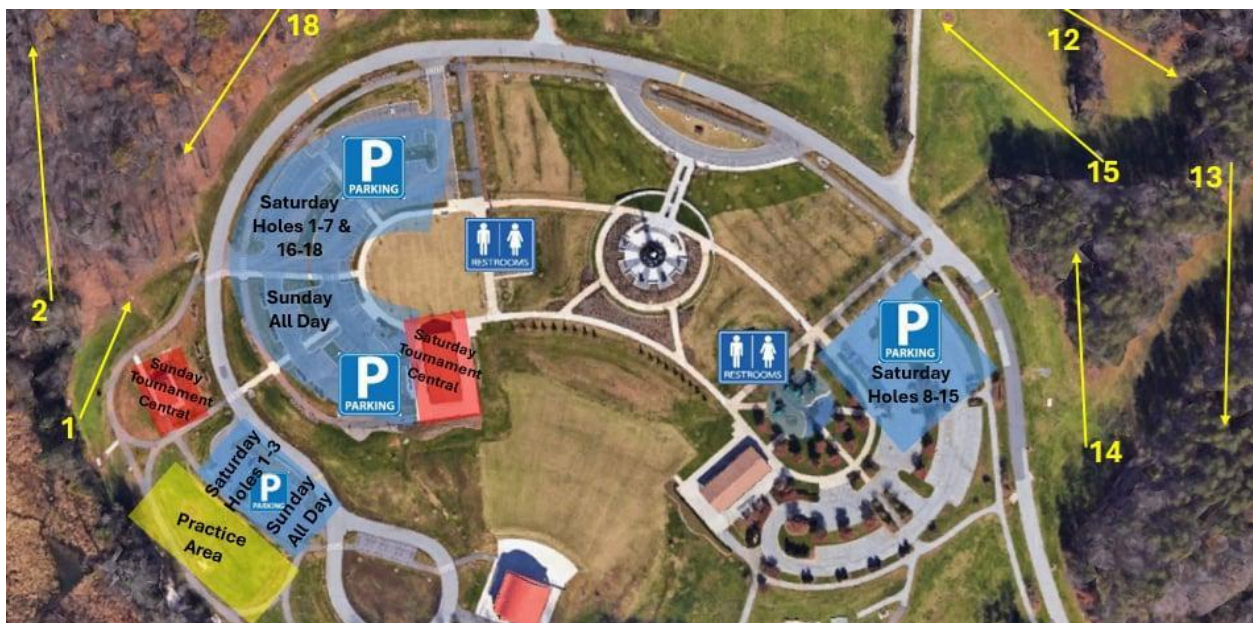 18
12
15
13
2
1
14
P
PARKING
Saturday
Holes 1-7 &
16-18
RESTROOMS
Sunday
All Day
P
PARKING
Saturday
Tournament
Central
Sunday
Tournament
Central
RESTROOMS
P
PARKING
Saturday
Holes 8-15
Saturday
Holes 1-3
P
PARKING
Sunday
All Day
Practice
Area